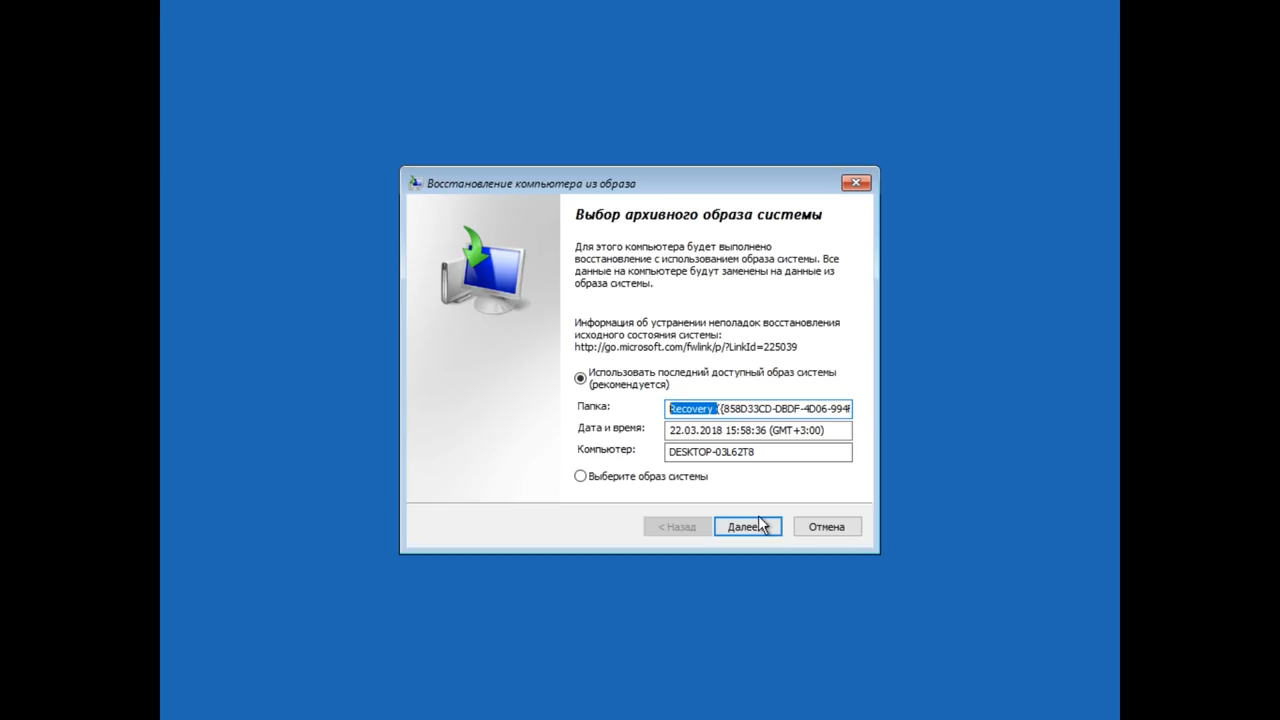 Восстановление компьютера из образа
Выбор архивного образа системы
Для этого компьютера будет выполнено
восстановление с использованием образа системы. Все
данные на компьютере будут заменены на данные из
образа системы.
Информация об устранении неполадок восстановления
исходного состояния системы:
http://go.microsoft.com/fwlink/p/?LinkId=225039
Использовать последний доступный образ системы
(рекомендуется)
Папка: Recovery ({858D33CD-DBDF-4D06-994F
Дата и время: 22.03.2018 15:58:36 (GMT+3:00)
Компьютер: DESKTOP-03L62T8
Выберите образ системы
< Назад Далее Отмена